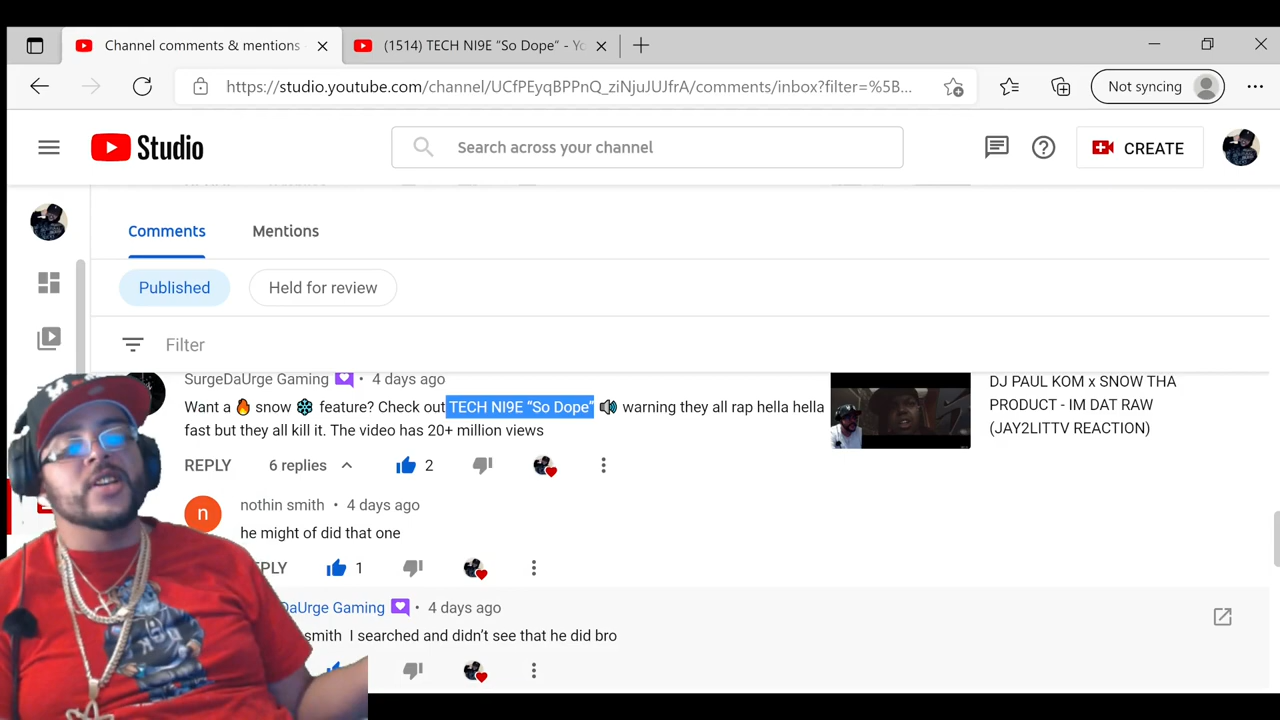 Channel comments & mentions
(1514) TECH NI9E “So Dope” - Yo
https://studio.youtube.com/channel/UCfPEyqBPPnQ_ziNjuJUJfrA/comments/inbox?filter=%5B...
Not syncing
Studio
Search across your channel
CREATE
Comments
Mentions
Published
Held for review
Filter
SurgeDaUrge Gaming • 4 days ago
Want a 🔥 snow ❄ feature? Check out TECH NI9E “So Dope” 🔊 warning they all rap hella hella
fast but they all kill it. The video has 20+ million views
REPLY 6 replies 2
DJ PAUL KOM x SNOW THA
PRODUCT - IM DAT RAW
(JAY2LITTV REACTION)
n
nothin smith • 4 days ago
he might of did that one
PLY 1
DaUrge Gaming • 4 days ago
smith I searched and didn’t see that he did bro